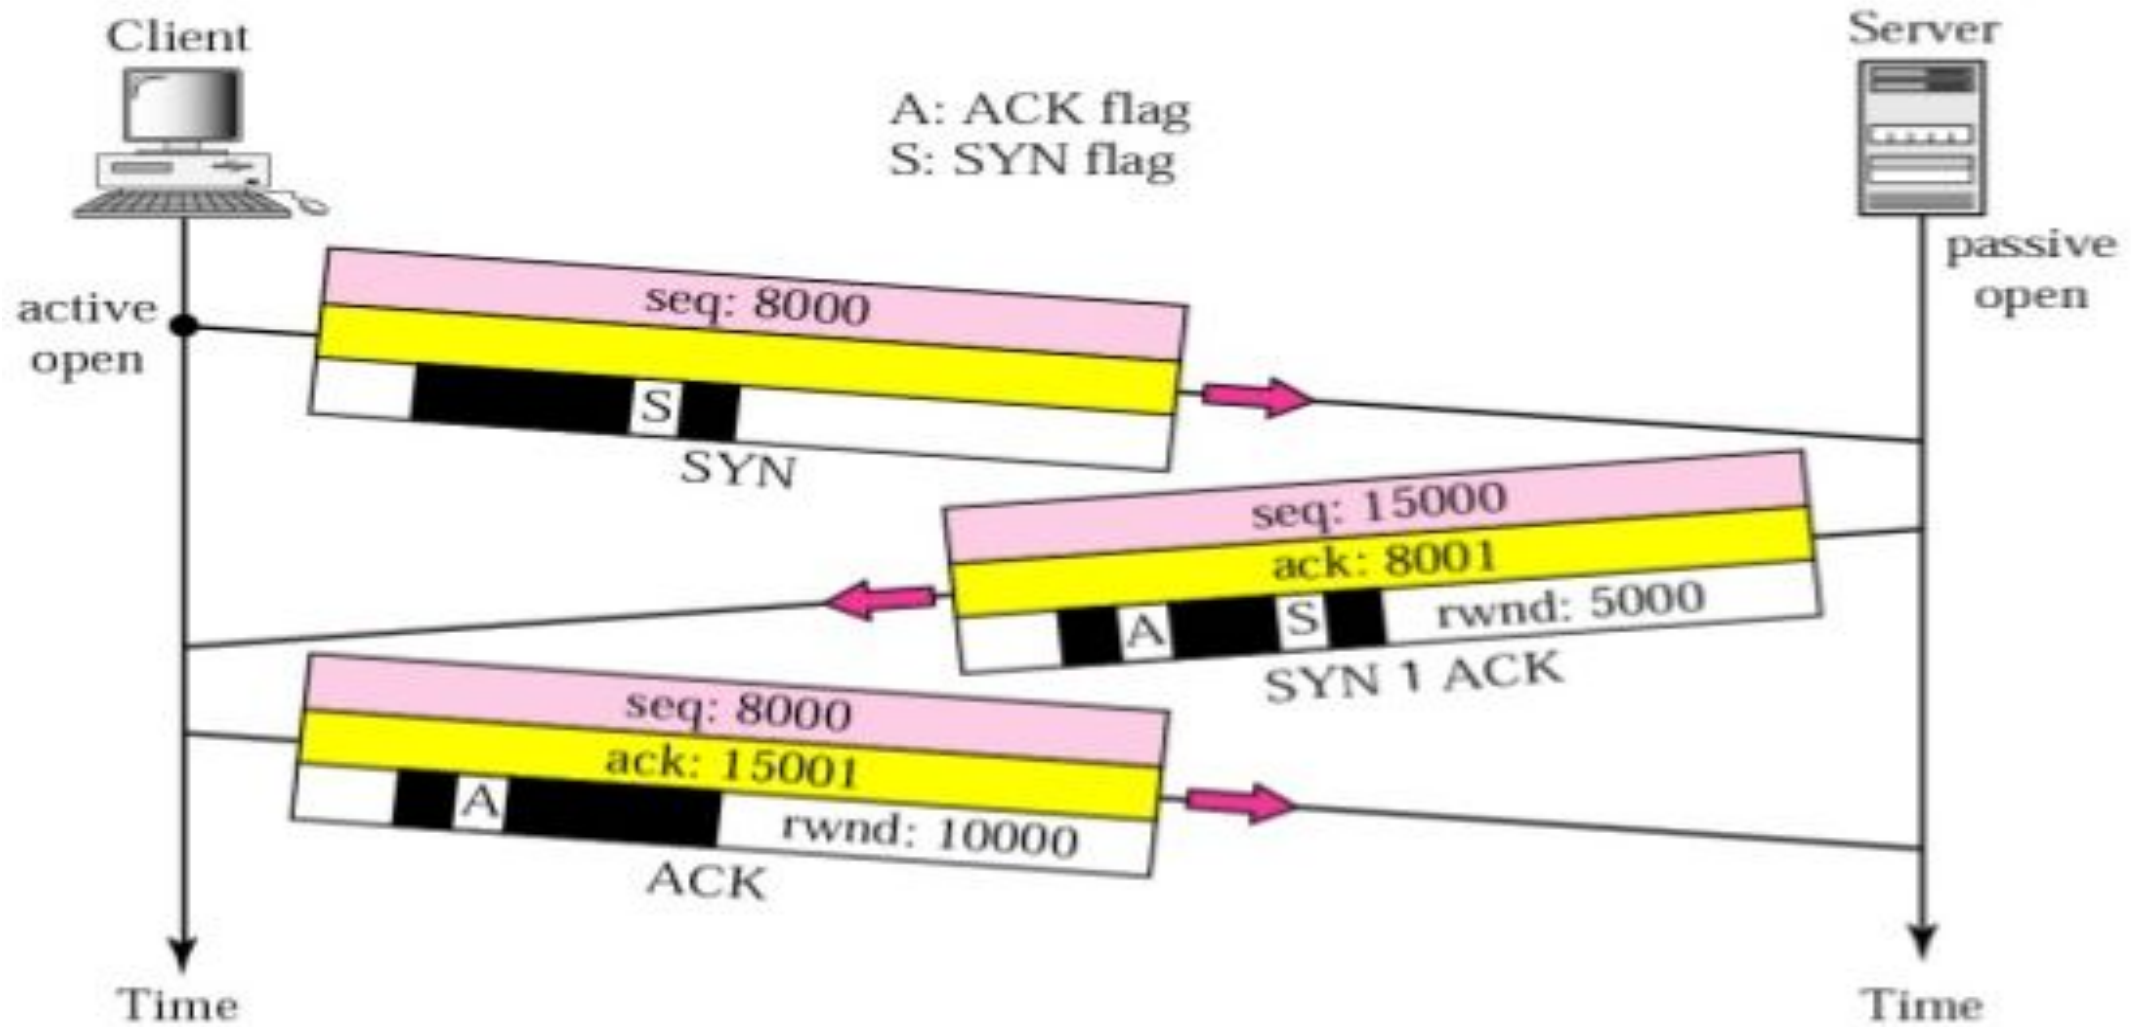 Client
Server
A: ACK flag
S: SYN flag
passive
open
active
open
seq: 8000
S
SYN
seq: 15000
ack: 8001
A
S
rwnd: 5000
SYN 1 ACK
seq: 8000
ack: 15001
A
rwnd: 10000
ACK
Time
Time